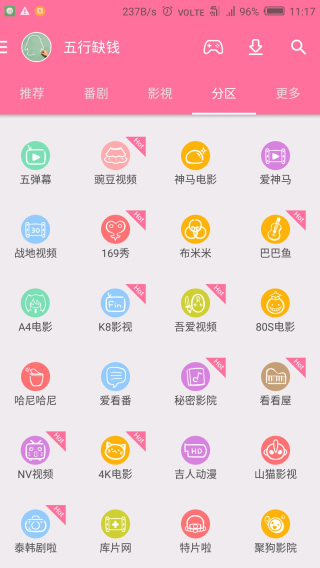 237B/s VOLTE 4G 96% 11:17
五行缺钱
推荐 番剧 影視 分区 更多
Hot
五弹幕 豌豆视频 神马电影 爱神马
Hot Hot
30
战地视频 169秀 布米米 巴巴鱼
Hot Hot
Fin
A4电影 K8影视 吾爱视频 80S电影
Hot Hot
哈尼哈尼 爱看番 秘密影院 看看屋
Hot Hot
HD
NV视频 4K电影 吉人动漫 山猫影视
Hot
泰韩剧啦 库片网 特片啦 聚狗影院